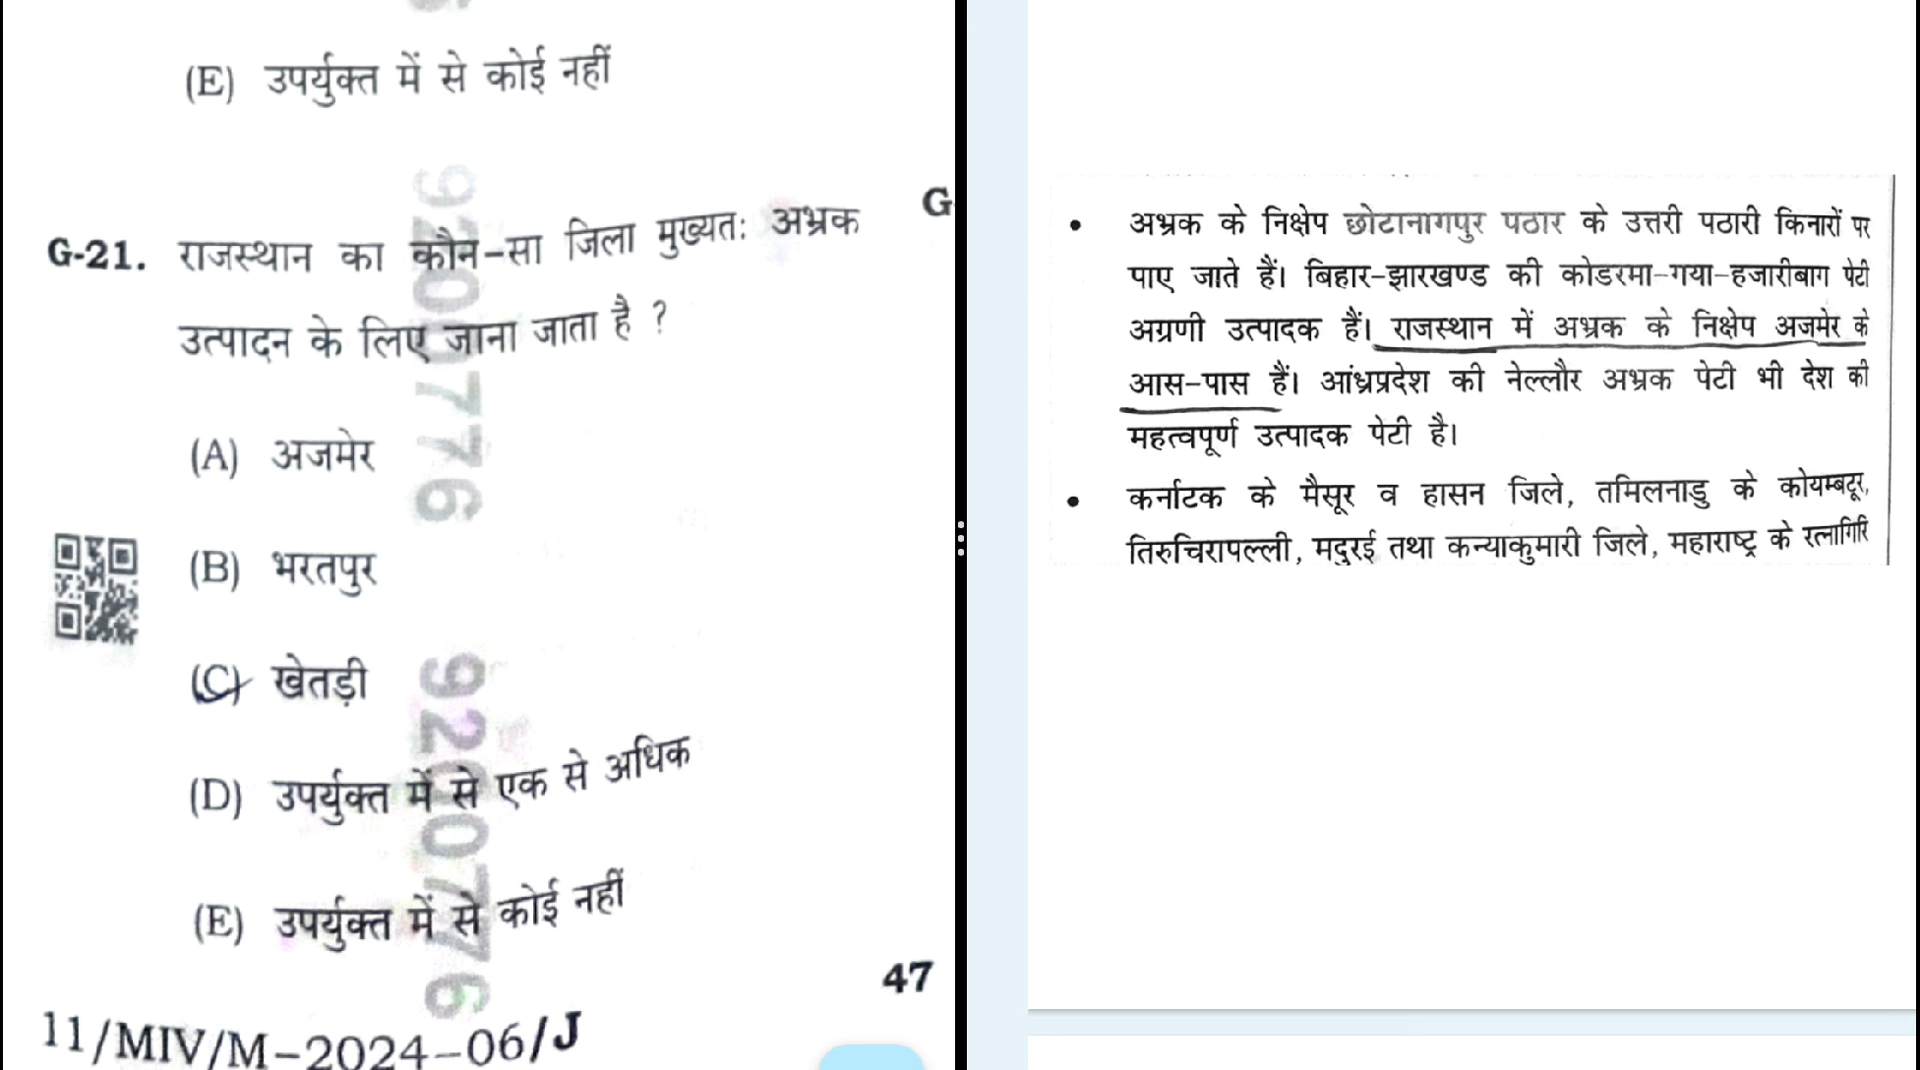 (E) उपर्युक्त में से कोई नहीं
G-21. राजस्थान का कौन-सा जिला मुख्यतः अभ्रक
उत्पादन के लिए जाना जाता है ?
(A) अजमेर
(B) भरतपुर
(C) खेतड़ी
(D) उपर्युक्त में से एक से अधिक
(E) उपर्युक्त में से कोई नहीं
47
11/MIV/M-2024-06/J
9200776
9200776
G
• अभ्रक के निक्षेप छोटानागपुर पठार के उत्तरी पठारी किनारों पर
पाए जाते हैं। बिहार-झारखण्ड की कोडरमा-गया-हजारीबाग पेटी
अग्रणी उत्पादक हैं। राजस्थान में अभ्रक के निक्षेप अजमेर के
आस-पास हैं। आंध्रप्रदेश की नेल्लौर अभ्रक पेटी भी देश की
महत्वपूर्ण उत्पादक पेटी है।
• कर्नाटक के मैसूर व हासन जिले, तमिलनाडु के कोयम्बटूर,
तिरुचिरापल्ली, मदुरई तथा कन्याकुमारी जिले, महाराष्ट्र के रत्नागिरि